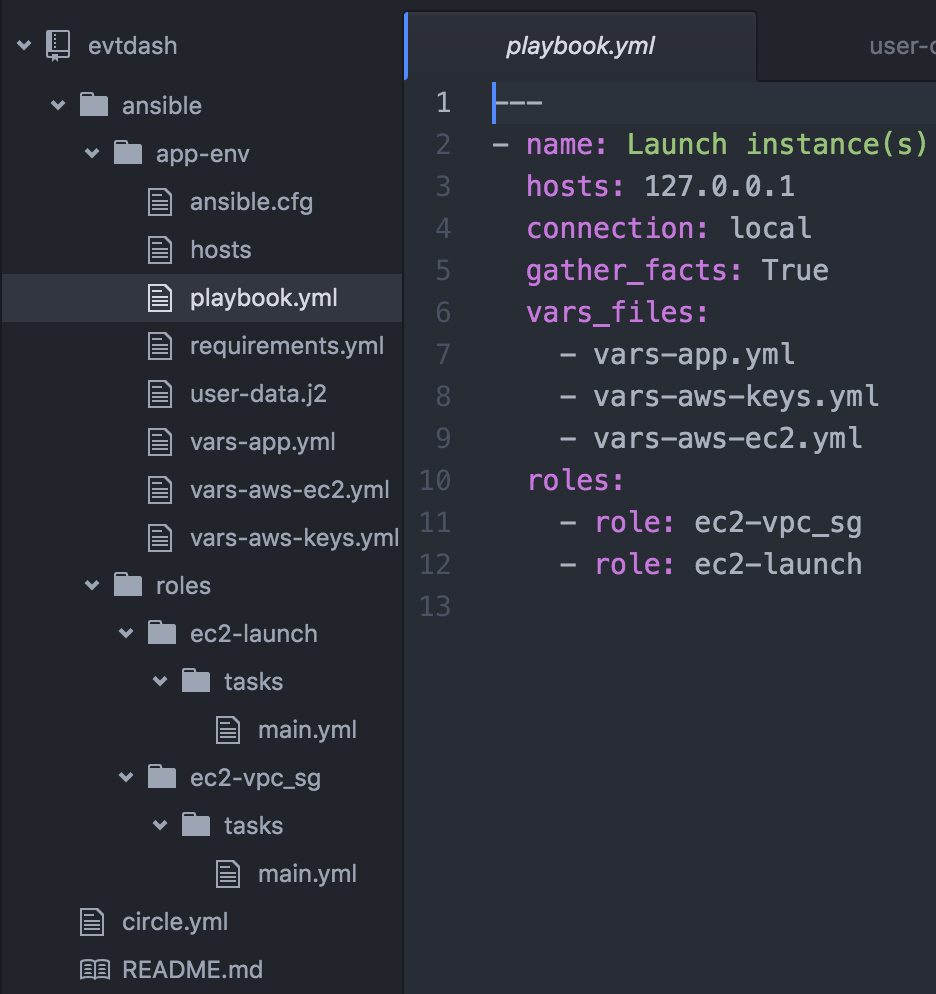 evtdash
ansible
app-env
ansible.cfg
hosts
playbook.yml
requirements.yml
user-data.j2
vars-app.yml
vars-aws-ec2.yml
vars-aws-keys.yml
roles
ec2-launch
tasks
main.yml
ec2-vpc_sg
tasks
main.yml
circle.yml
README.md
playbook.yml
user-
1 ---
2 - name: Launch instance(s)
3 hosts: 127.0.0.1
4 connection: local
5 gather_facts: True
6 vars_files:
7 - vars-app.yml
8 - vars-aws-keys.yml
9 - vars-aws-ec2.yml
10 roles:
11 - role: ec2-vpc_sg
12 - role: ec2-launch
13